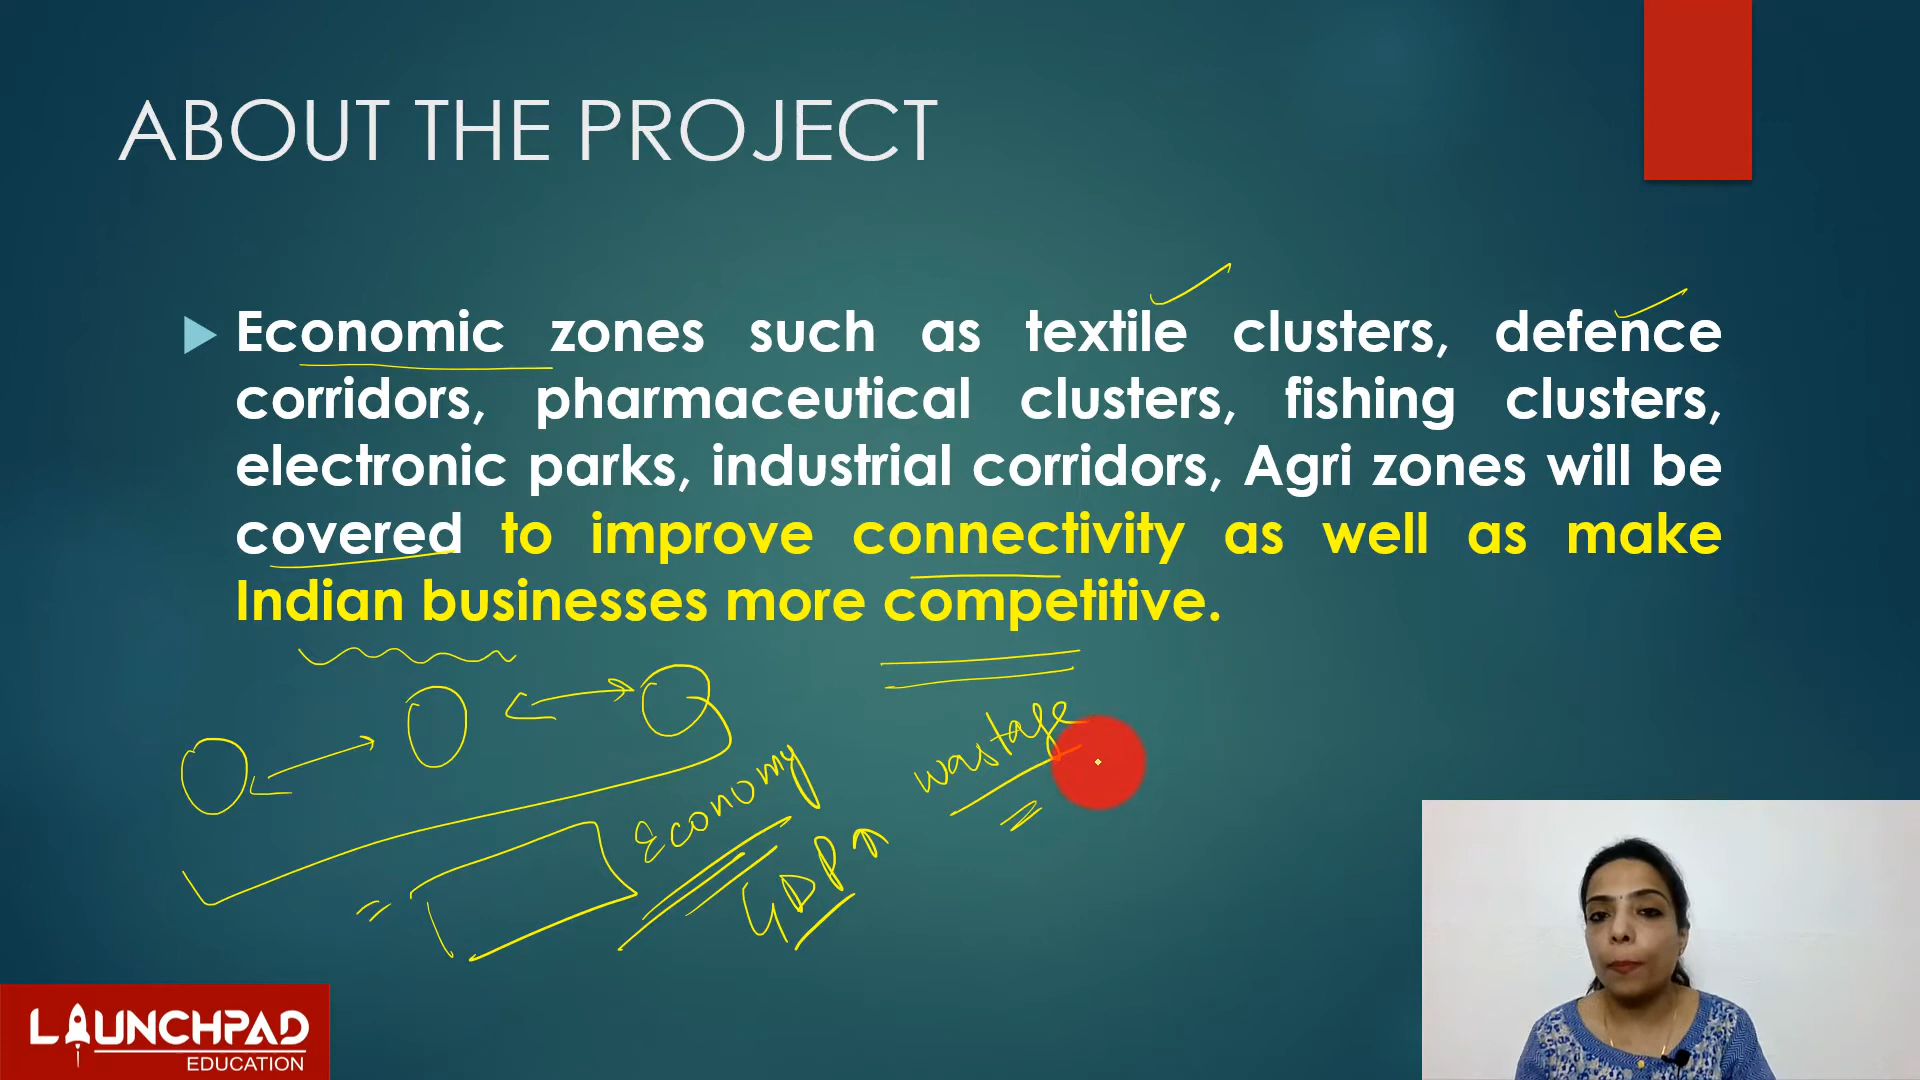 ABOUT THE PROJECT
Economic zones such as textile clusters, defence
corridors, pharmaceutical clusters, fishing clusters,
electronic parks, industrial corridors, Agri zones will be
covered to improve connectivity as well as make
Indian businesses more competitive.
wastage
Economy
GDP ↑
LAUNCHPAD
EDUCATION